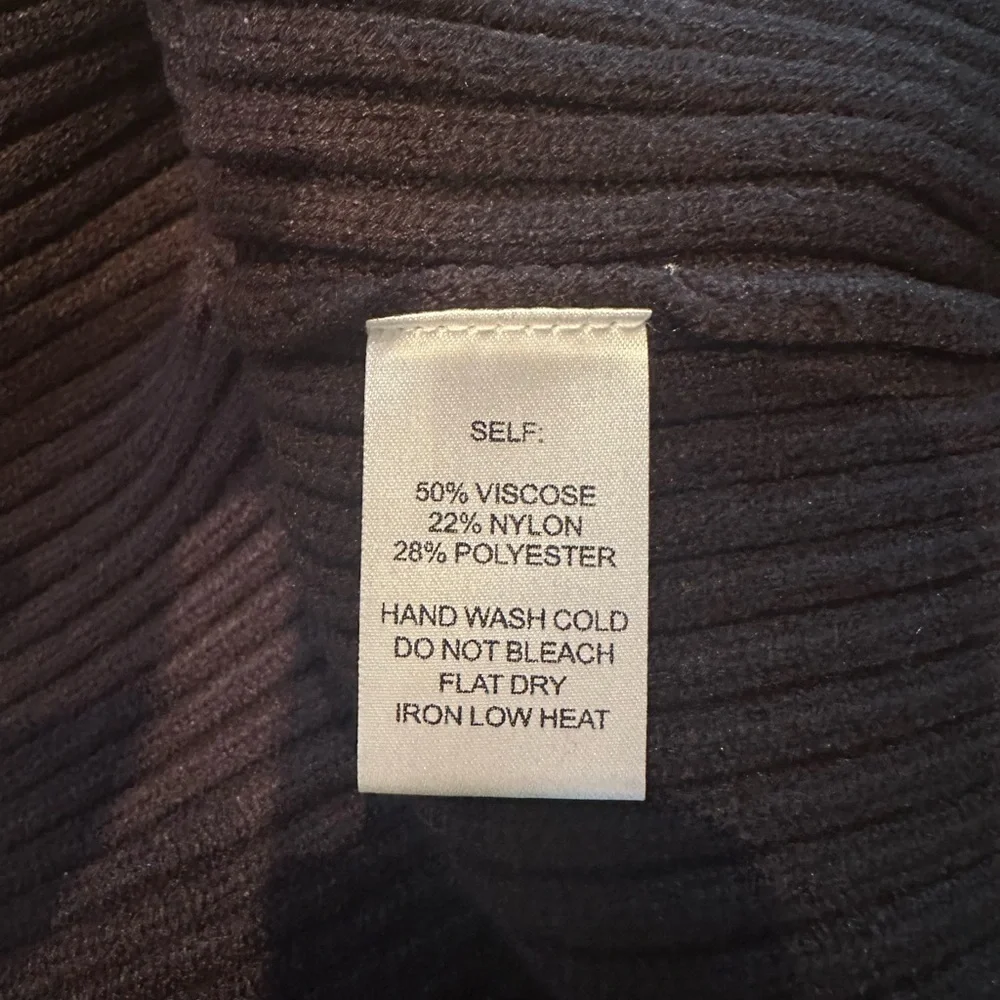 SELF:
50% VISCOSE
22% NYLON
28% POLYESTER
HAND WASH COLD
DO NOT BLEACH
FLAT DRY
IRON LOW HEAT